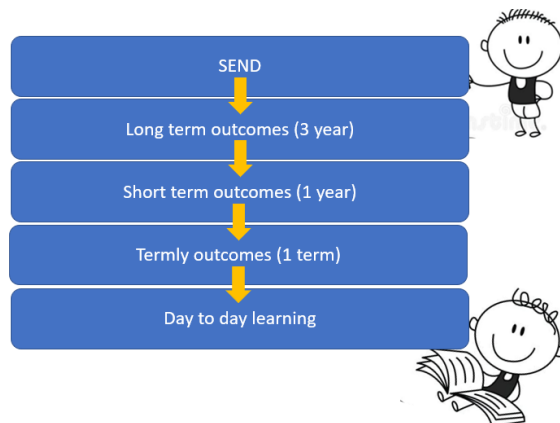 SEND
Long term outcomes (3 year)
Short term outcomes (1 year)
Termly outcomes (1 term)
Day to day learning